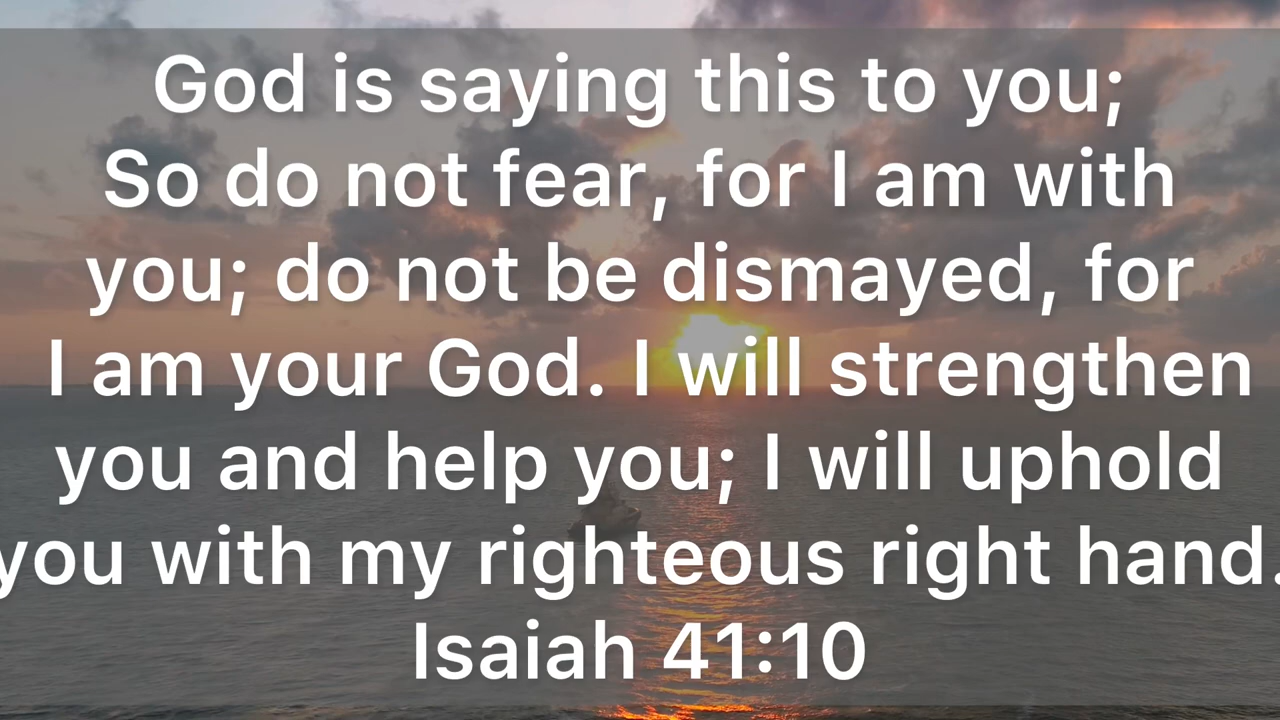 God is saying this to you;
So do not fear, for I am with
you; do not be dismayed, for
I am your God. I will strengthen
you and help you; I will uphold
you with my righteous right hand.
Isaiah 41:10